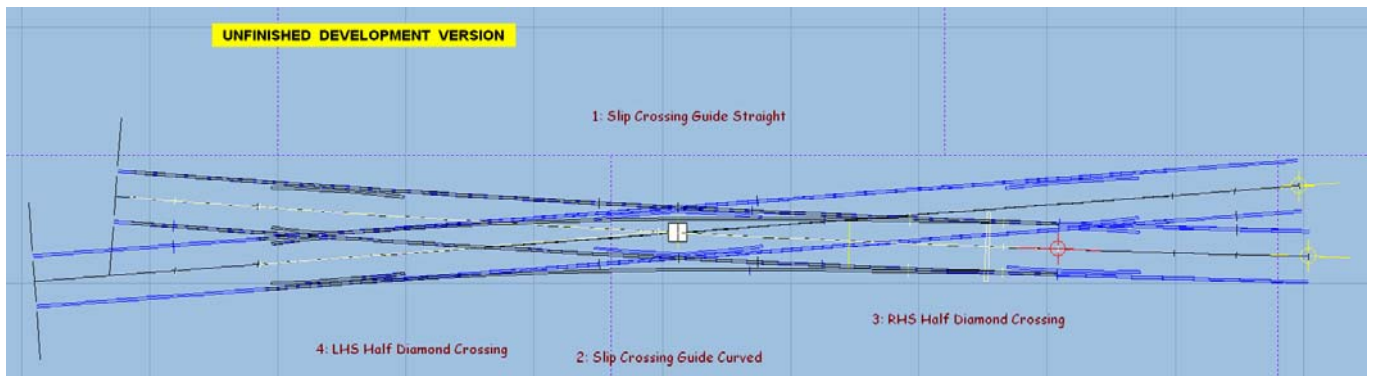 UNFINISHED DEVELOPMENT VERSION
1: Slip Crossing Guide Straight
3: RHS Half Diamond Crossing
4: LHS Half Diamond Crossing
2: Slip Crossing Guide Curved